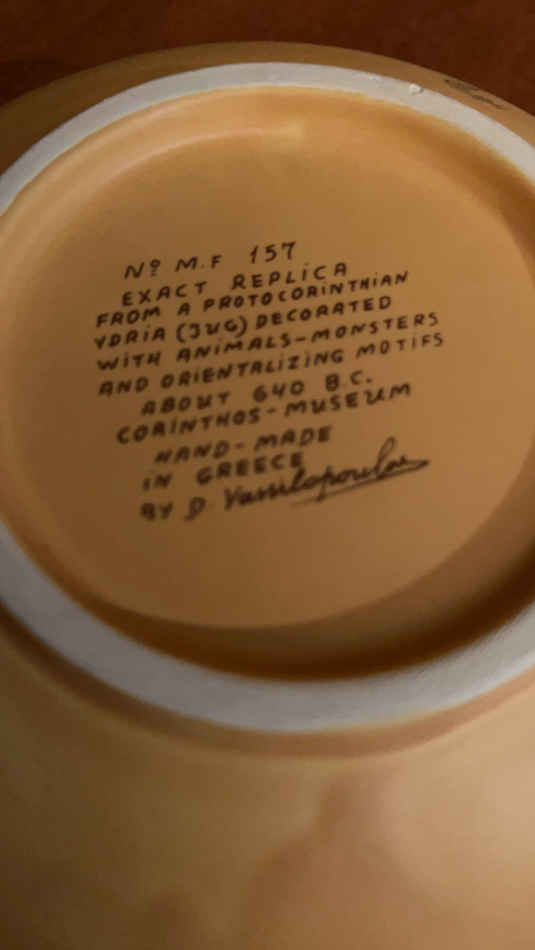 Nº M.F 157
EXACT REPLICA
FROM A PROTOCORINTHIAN
YDRIA (JUG) DECORATED
WITH ANIMALS-MONSTERS
AND ORIENTALIZING MOTIFS
ABOUT 640 B.C.
CORINTHOS-MUSEUM
HAND-MADE
IN GREECE
BY D. Vassilopoulos